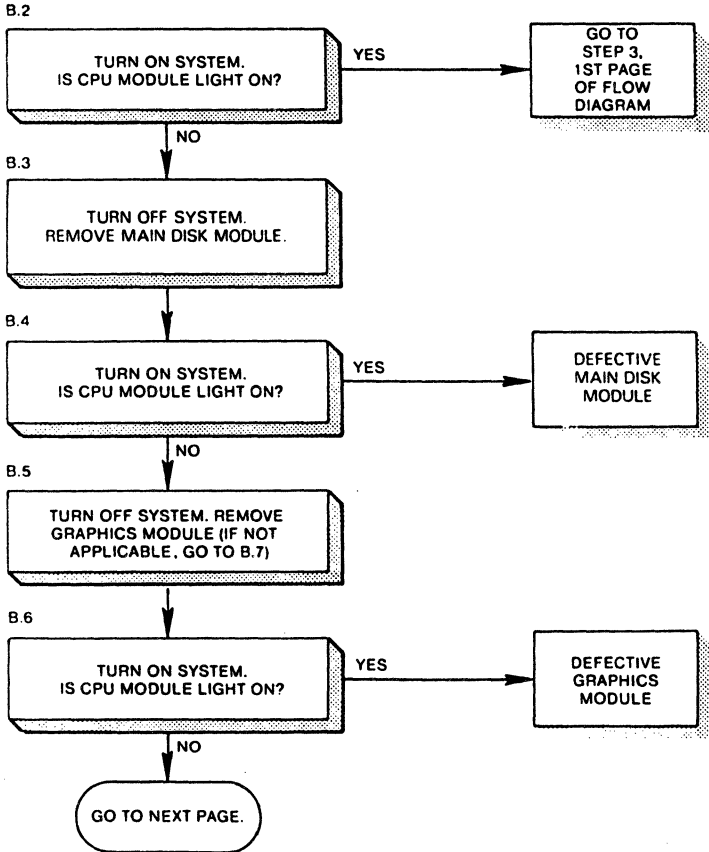 B.2
TURN ON SYSTEM.
IS CPU MODULE LIGHT ON?
YES
GO TO
STEP 3,
1ST PAGE
OF FLOW
DIAGRAM
NO
B.3
TURN OFF SYSTEM.
REMOVE MAIN DISK MODULE.
B.4
TURN ON SYSTEM.
IS CPU MODULE LIGHT ON?
YES
DEFECTIVE
MAIN DISK
MODULE
NO
B.5
TURN OFF SYSTEM. REMOVE
GRAPHICS MODULE (IF NOT
APPLICABLE, GO TO B.7)
B.6
TURN ON SYSTEM.
IS CPU MODULE LIGHT ON?
YES
DEFECTIVE
GRAPHICS
MODULE
NO
GO TO NEXT PAGE.